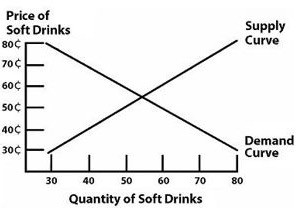 Price of
Soft Drinks
80¢
70¢
60¢
50¢
40¢
30¢
Supply
Curve
Demand
Curve
30 40 50 60 70 80
Quantity of Soft Drinks